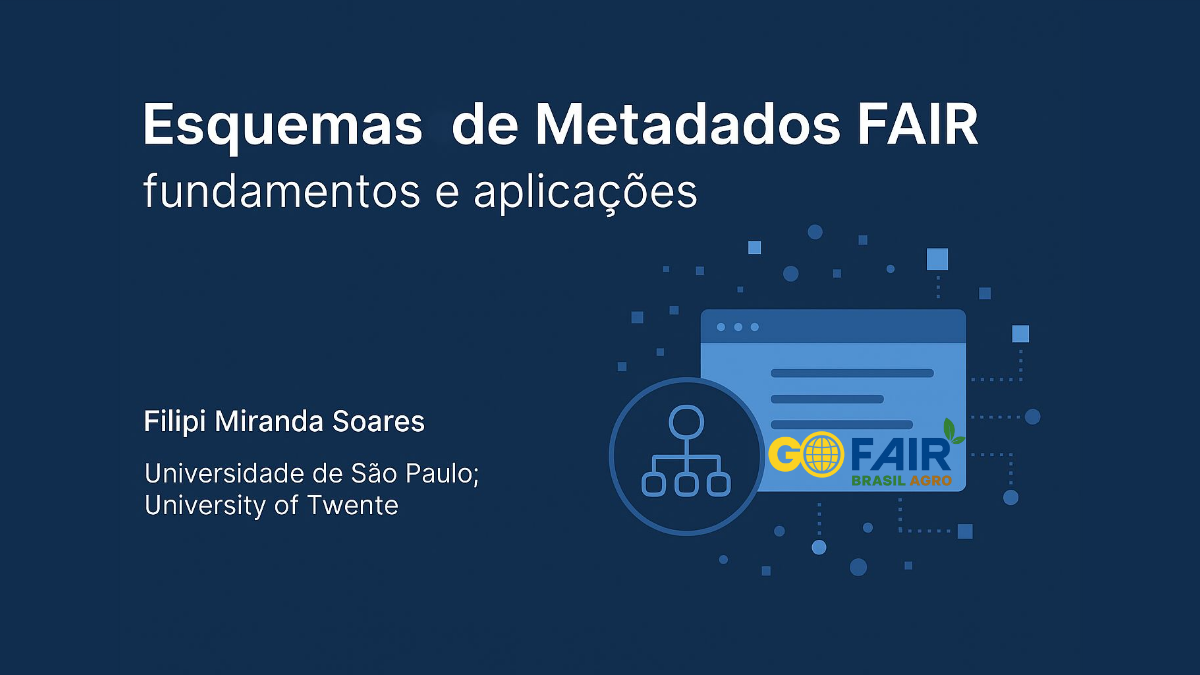 Esquemas de Metadados FAIR
fundamentos e aplicações
Filipi Miranda Soares
Universidade de São Paulo;
University of Twente
GO FAIR
BRASIL AGRO